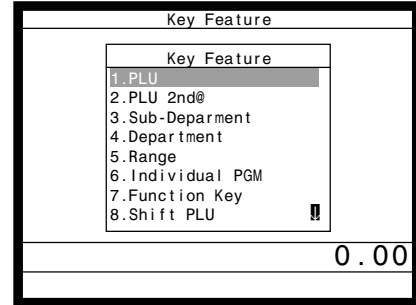 Key Feature
Key Feature
1.PLU
2.PLU 2nd@
3.Sub-Deparment
4.Department
5.Range
6.Individual PGM
7.Function Key
8.Shift PLU
0.00